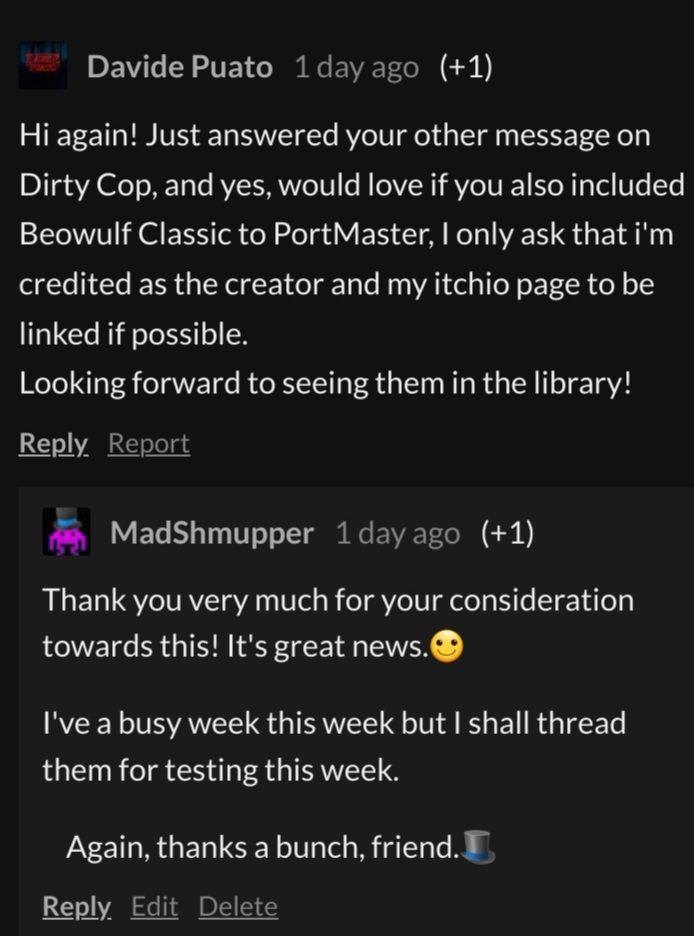 Davide Puato 1 day ago (+1)
Hi again! Just answered your other message on
Dirty Cop, and yes, would love if you also included
Beowulf Classic to PortMaster, I only ask that i'm
credited as the creator and my itchio page to be
linked if possible.
Looking forward to seeing them in the library!
Reply Report
MadShmupper 1 day ago (+1)
Thank you very much for your consideration
towards this! It's great news.🙂
I've a busy week this week but I shall thread
them for testing this week.
Again, thanks a bunch, friend.🎩
Reply Edit Delete